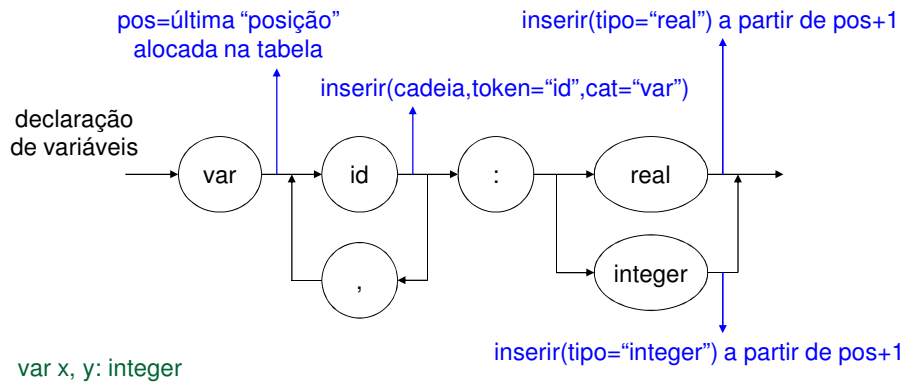 pos=última “posição”
alocada na tabela
inserir(tipo=“real”) a partir de pos+1
inserir(cadeia,token=“id”,cat=“var”)
declaração
de variáveis
var
id
:
real
,
integer
inserir(tipo=“integer”) a partir de pos+1
var x, y: integer